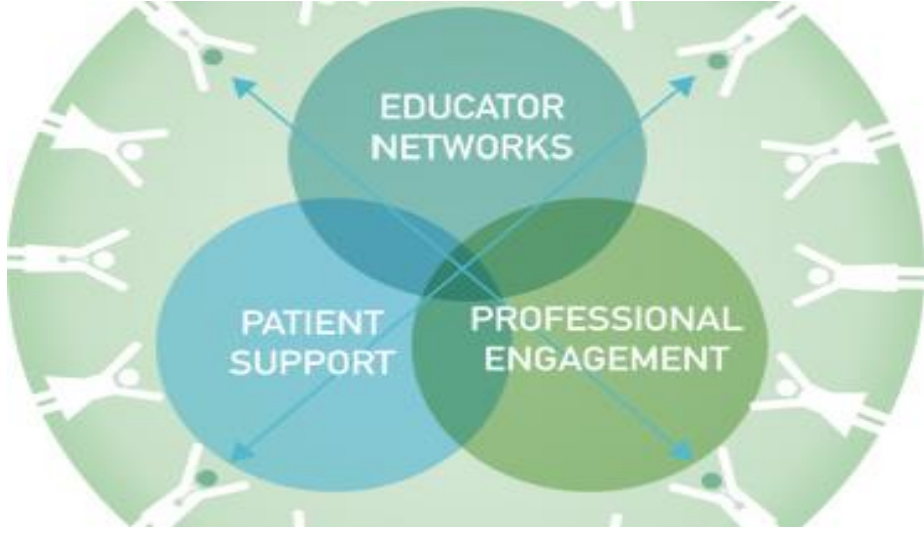 EDUCATOR
NETWORKS
PATIENT
SUPPORT
PROFESSIONAL
ENGAGEMENT